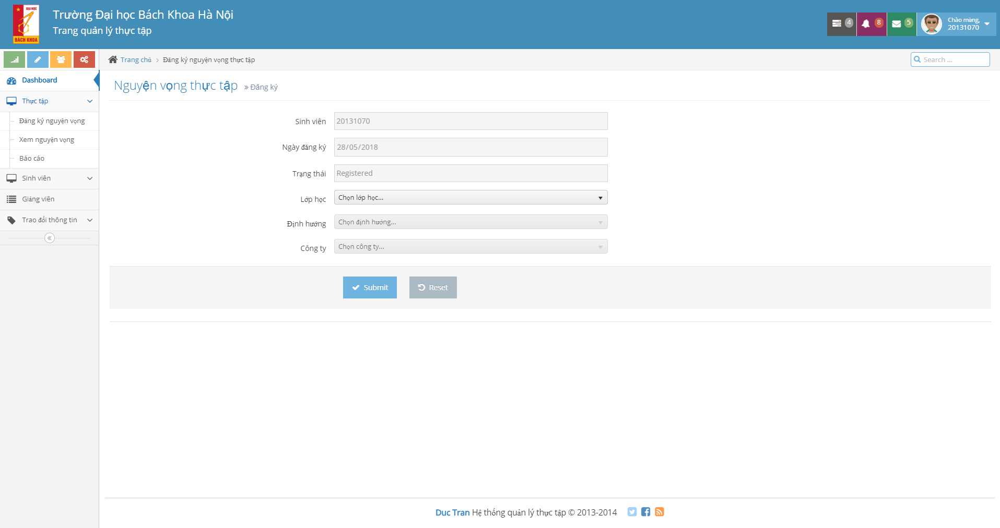 ĐẠI HỌC
BÁCH KHOA
Trường Đại học Bách Khoa Hà Nội
Trang quản lý thực tập
4
8
5
Chào mừng,
20131070
Trang chủ
Đăng ký nguyện vọng thực tập
Search ...
Dashboard
Thực tập
Đăng ký nguyện vọng
Xem nguyện vọng
Báo cáo
Sinh viên
Giảng viên
Trao đổi thông tin
Nguyện vọng thực tập » Đăng ký
Sinh viên 20131070
Ngày đăng ký 28/05/2018
Trạng thái Registered
Lớp học Chọn lớp học...
Định hướng Chọn định hướng...
Công ty Chọn công ty...
Submit Reset
Duc Tran Hệ thống quản lý thực tập © 2013-2014